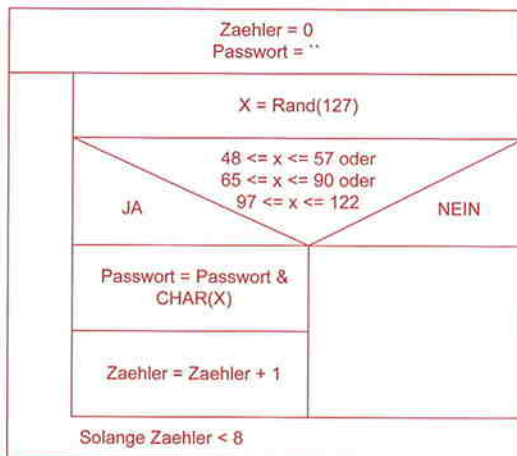 Zaehler = 0
Passwort = ``
X = Rand(127)
48 <= x <= 57 oder
65 <= x <= 90 oder
97 <= x <= 122
JA
NEIN
Passwort = Passwort &
CHAR(X)
Zaehler = Zaehler + 1
Solange Zaehler < 8